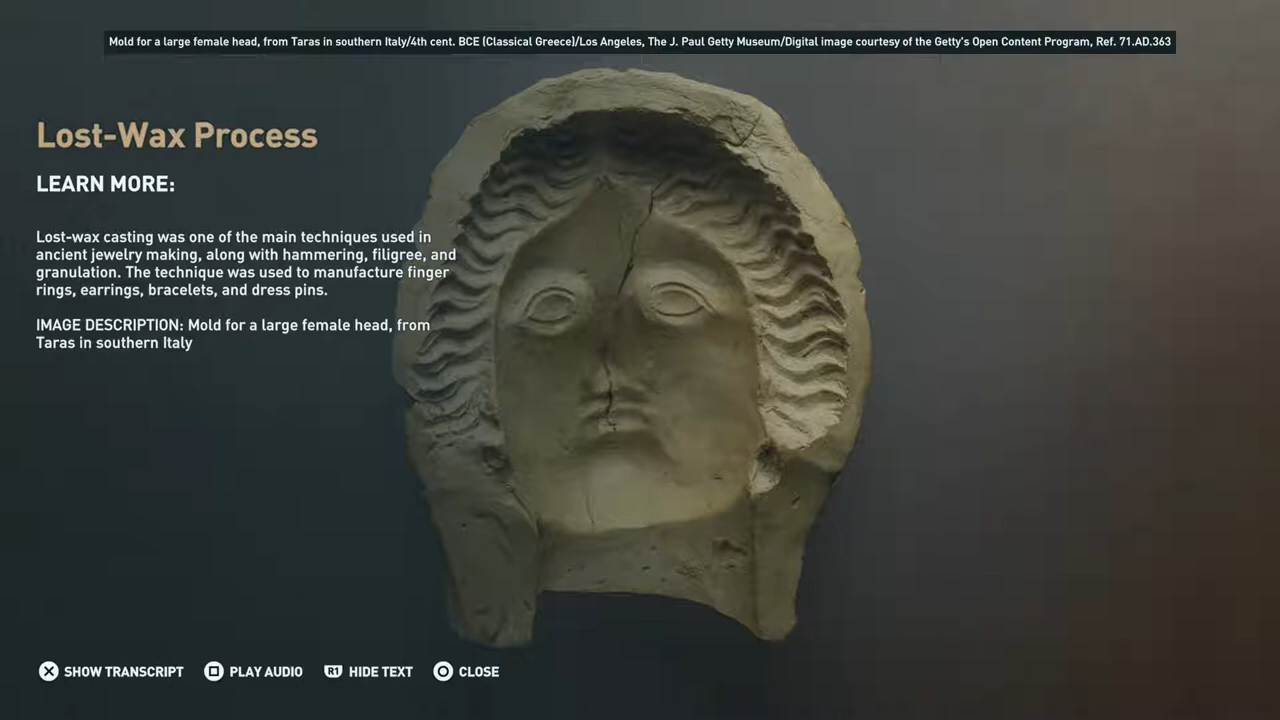 Mold for a large female head, from Taras in southern Italy/4th cent. BCE (Classical Greece)/Los Angeles, The J. Paul Getty Museum/Digital image courtesy of the Getty's Open Content Program, Ref. 71.AD.363
Lost-Wax Process
LEARN MORE:
Lost-wax casting was one of the main techniques used in
ancient jewelry making, along with hammering, filigree, and
granulation. The technique was used to manufacture finger
rings, earrings, bracelets, and dress pins.
IMAGE DESCRIPTION: Mold for a large female head, from
Taras in southern Italy
SHOW TRANSCRIPT PLAY AUDIO R1 HIDE TEXT CLOSE